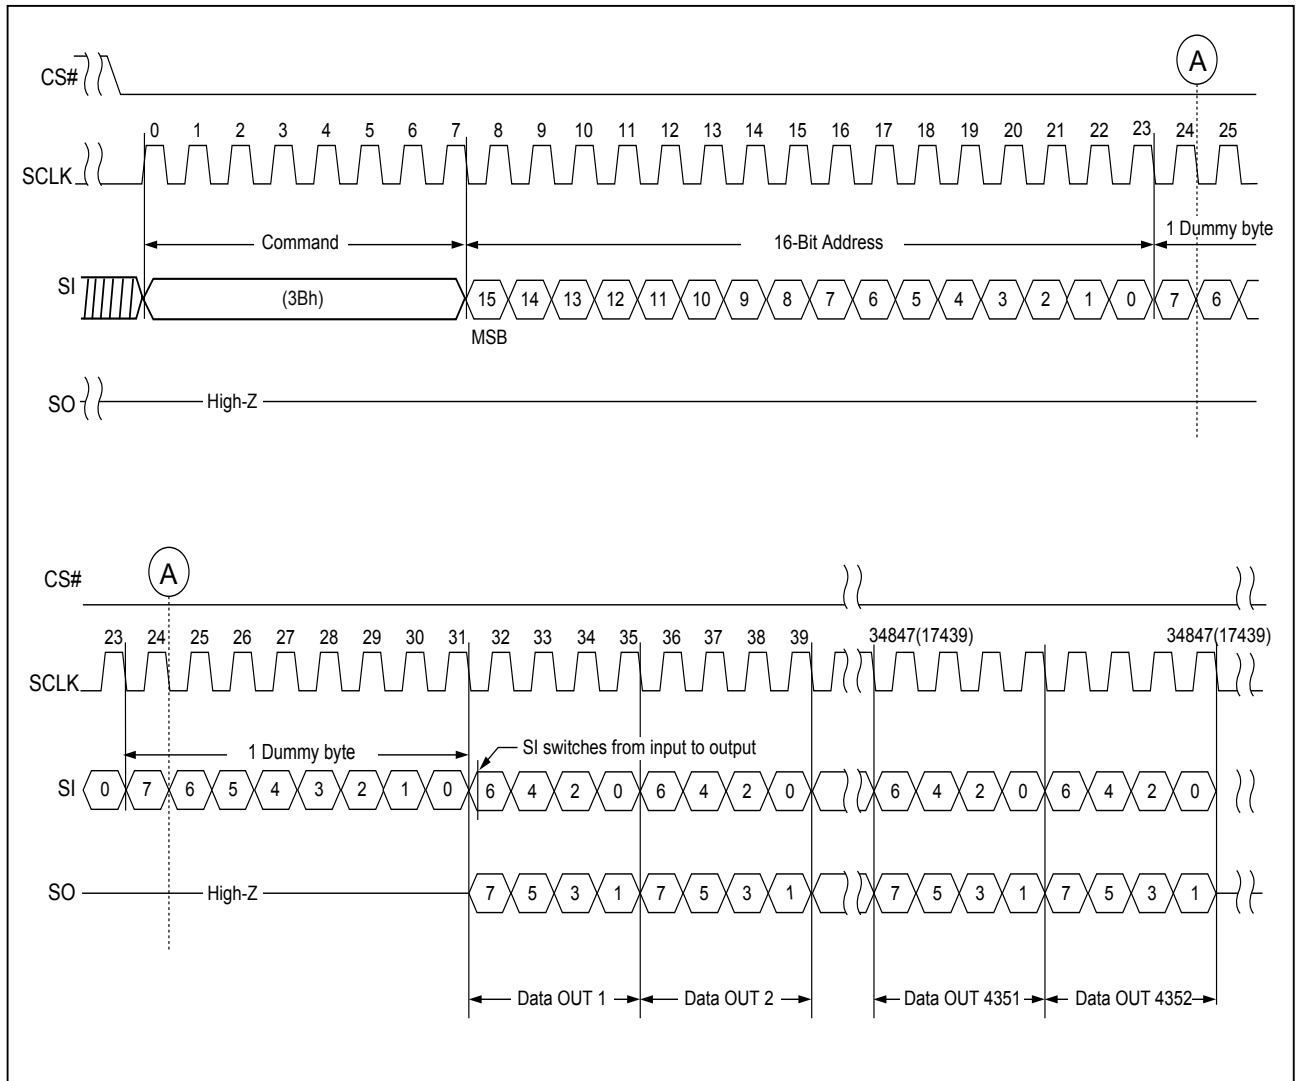 A
CS#
0 1 2 3 4 5 6 7 8 9 10 11 12 13 14 15 16 17 18 19 20 21 22 23 24 25
SCLK
Command 16-Bit Address 1 Dummy byte
SI (3Bh) 15 14 13 12 11 10 9 8 7 6 5 4 3 2 1 0 7 6
MSB
SO High-Z
A
CS#
23 24 25 26 27 28 29 30 31 32 33 34 35 36 37 38 39 34847(17439) 34847(17439)
SCLK
1 Dummy byte SI switches from input to output
SI 0 7 6 5 4 3 2 1 0 6 4 2 0 6 4 2 0 6 4 2 0 6 4 2 0
SO High-Z 7 5 3 1 7 5 3 1 7 5 3 1 7 5 3 1
Data OUT 1 Data OUT 2 Data OUT 4351 Data OUT 4352